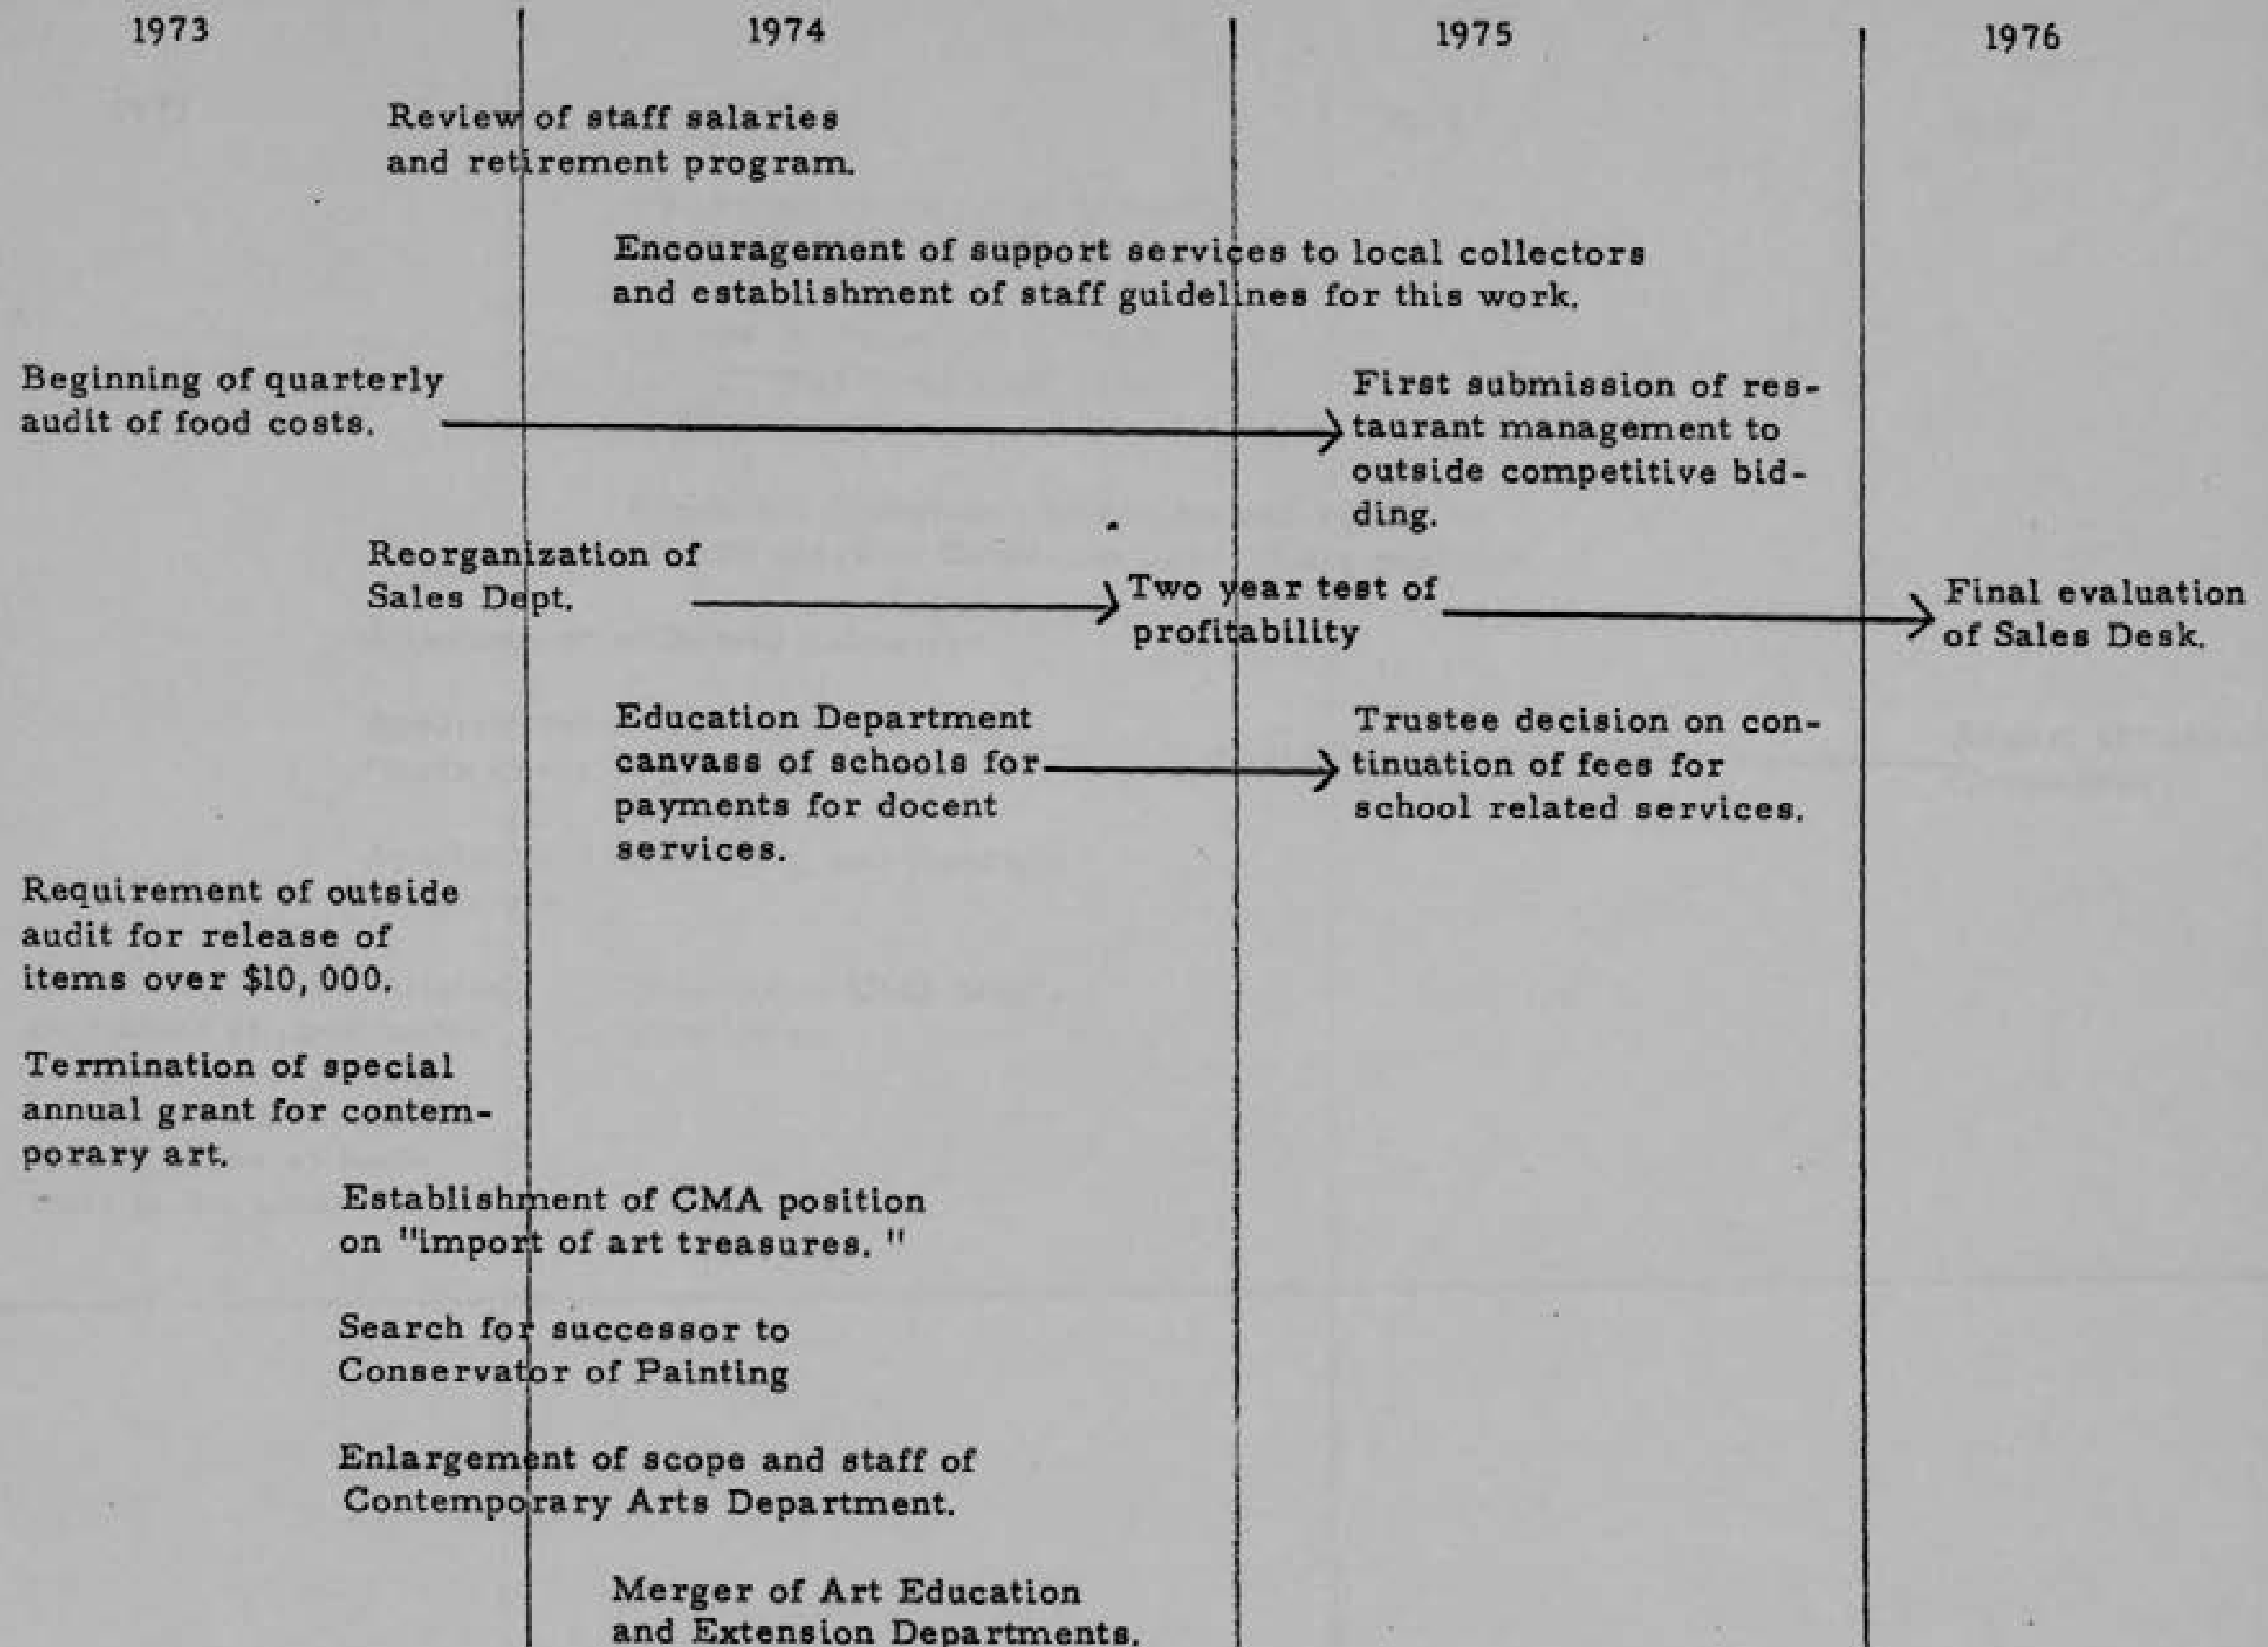 1973 1974 1975 1976
Review of staff salaries
and retirement program.
Encouragement of support services to local collectors
and establishment of staff guidelines for this work.
Beginning of quarterly
audit of food costs.
First submission of res-
taurant management to
outside competitive bid-
ding.
Reorganization of
Sales Dept.
Two year test of
profitability
Final evaluation
of Sales Desk.
Education Department
canvass of schools for
payments for docent
services.
Trustee decision on con-
tinuation of fees for
school related services.
Requirement of outside
audit for release of
items over $10, 000.
Termination of special
annual grant for contem-
porary art.
Establishment of CMA position
on "import of art treasures. "
Search for successor to
Conservator of Painting
Enlargement of scope and staff of
Contemporary Arts Department.
Merger of Art Education
and Extension Departments.